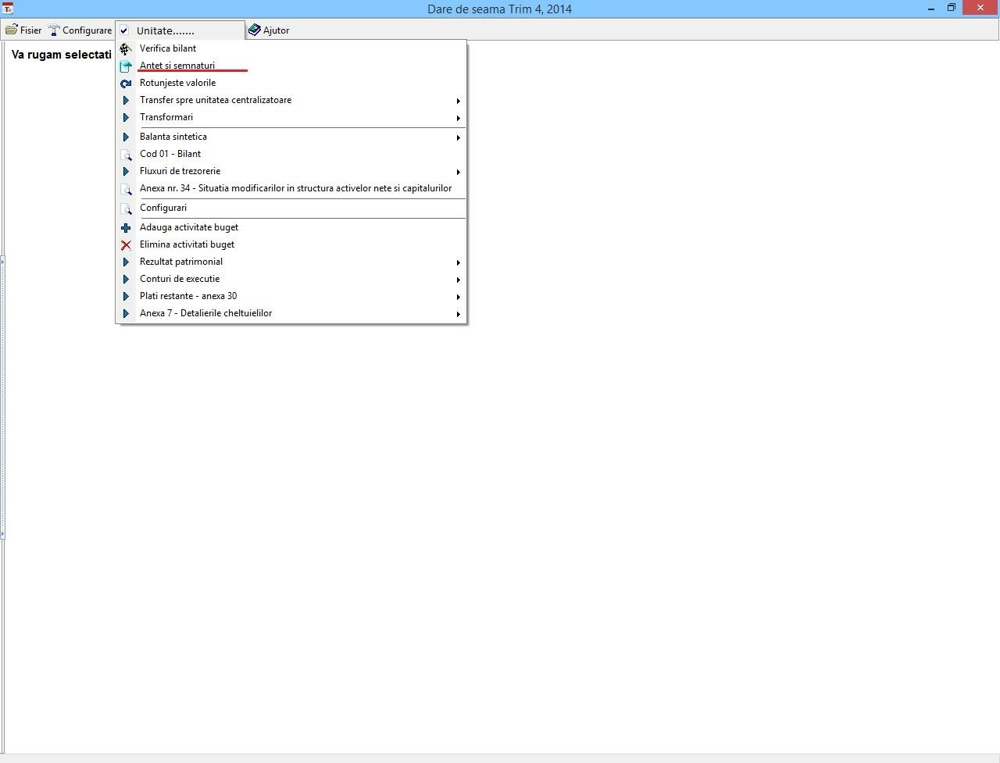 Dare de seama Trim 4, 2014
Fisier Configurare Unitate....... Ajutor
Va rugam selectati
Verifica bilant
Antet si semnaturi
Rotunjeste valorile
Transfer spre unitatea centralizatoare
Transformari
Balanta sintetica
Cod 01 - Bilant
Fluxuri de trezorerie
Anexa nr. 34 - Situatia modificarilor in structura activelor nete si capitalurilor
Configurari
Adauga activitate buget
Elimina activitati buget
Rezultat patrimonial
Conturi de executie
Plati restante - anexa 30
Anexa 7 - Detalierile cheltuielilor